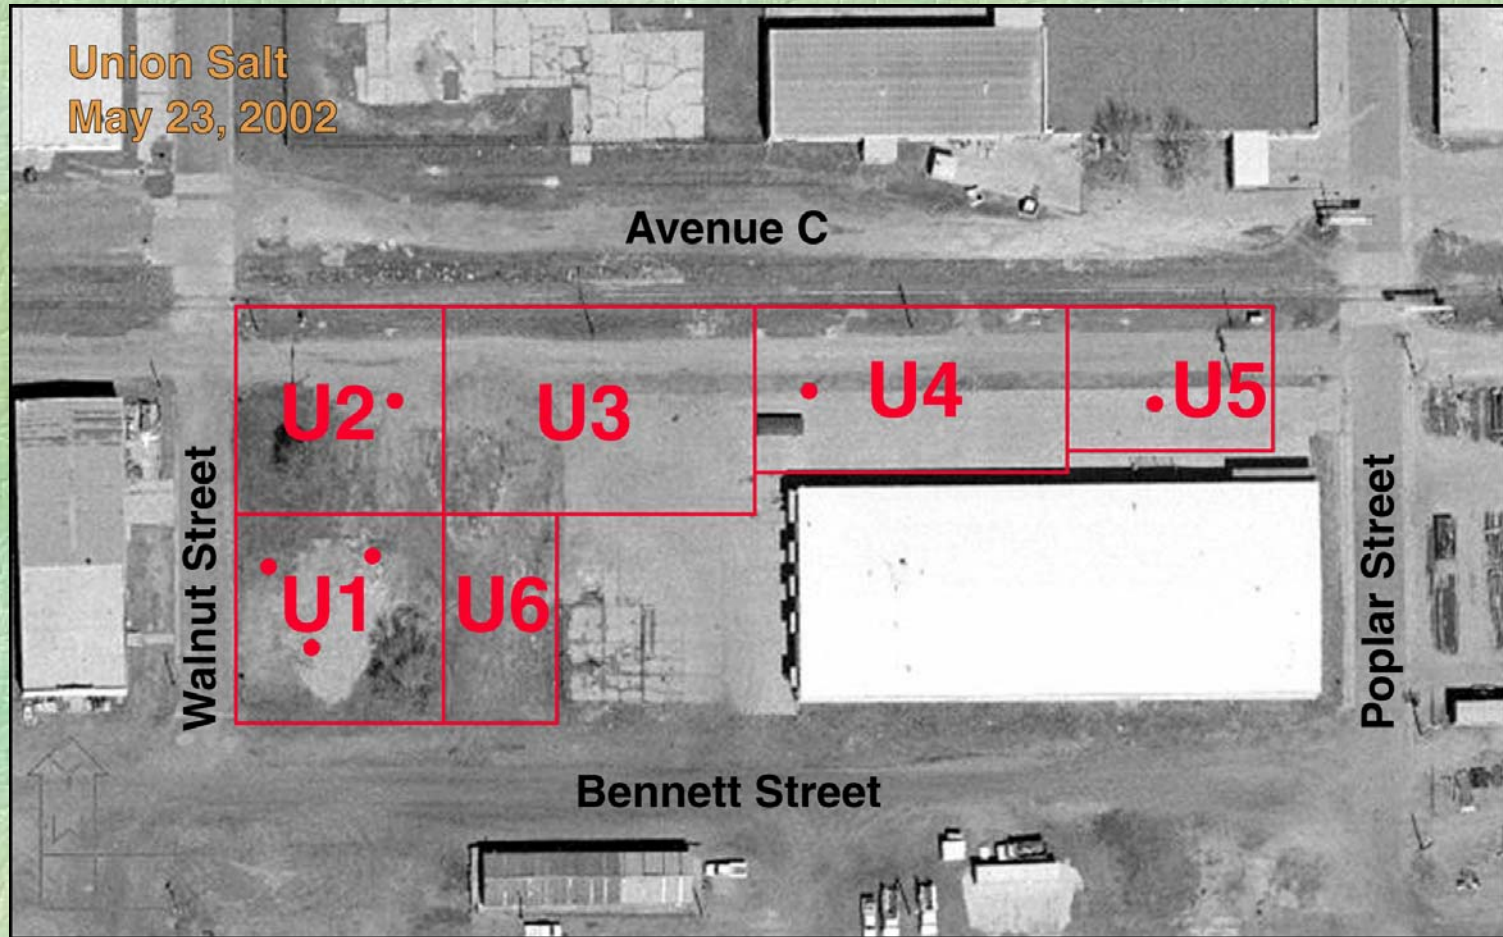 Union Salt
May 23, 2002
Avenue C
U2
U3
U4
U5
Walnut Street
U1
U6
Poplar Street
Bennett Street